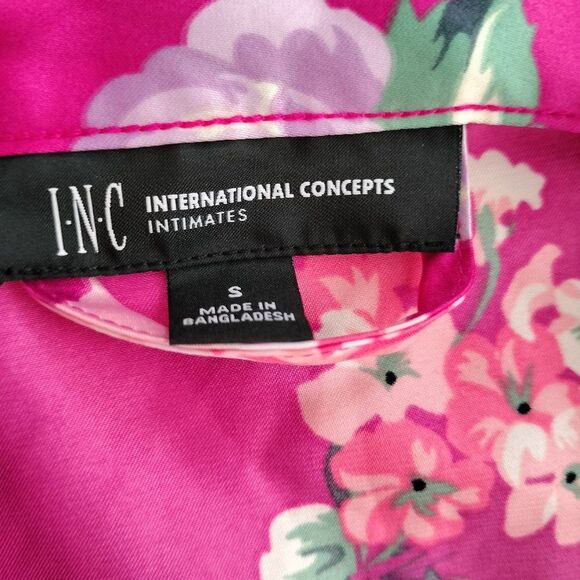 I·N·C INTERNATIONAL CONCEPTS
INTIMATES
S
MADE IN
BANGLADESH